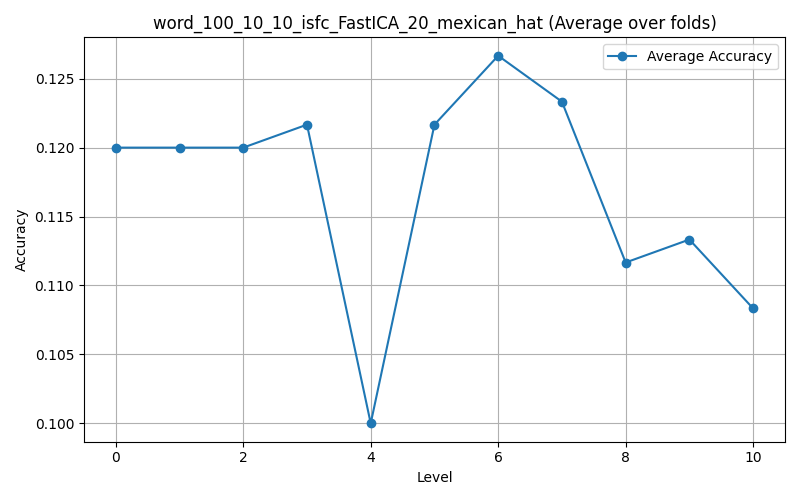 word_100_10_10_isfc_FastICA_20_mexican_hat (Average over folds)
Average Accuracy
0.125
0.120
0.115
0.110
0.105
0.100
Accuracy
0 2 4 6 8 10
Level